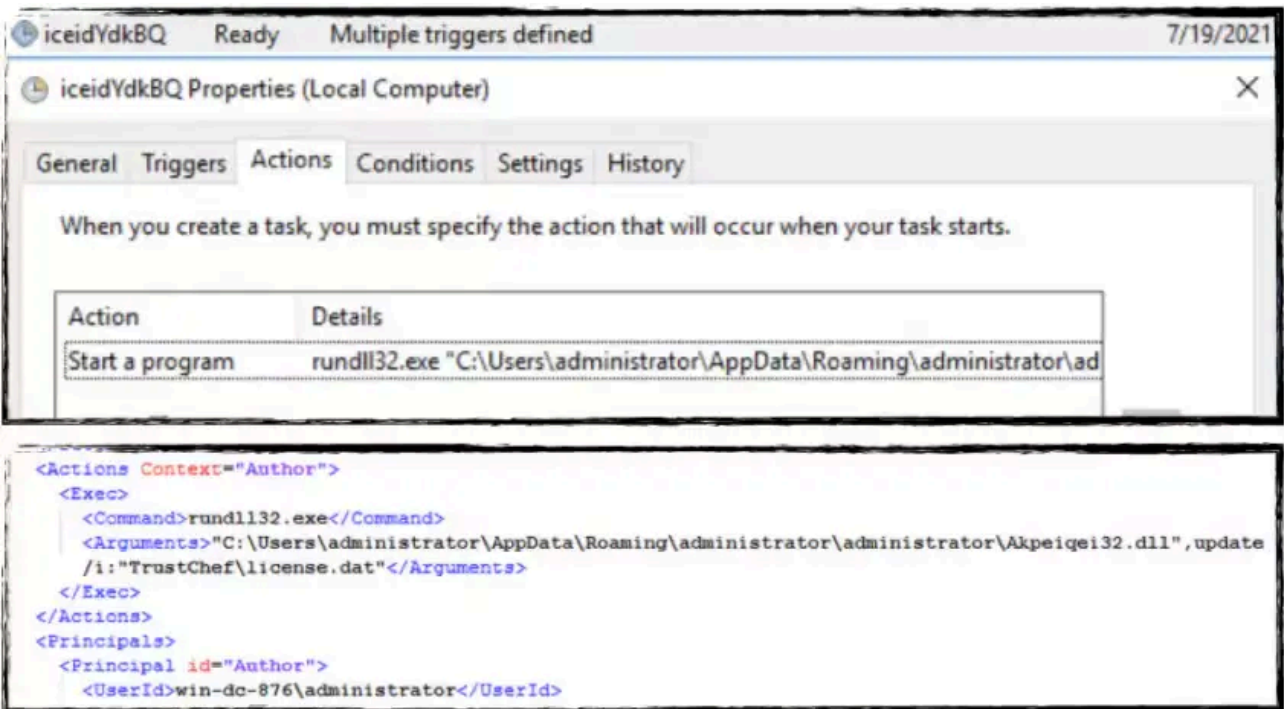 iceidYdkBQ Ready Multiple triggers defined 7/19/2021
iceidYdkBQ Properties (Local Computer)
General Triggers Actions Conditions Settings History
When you create a task, you must specify the action that will occur when your task starts.
Action Details
Start a program rundll32.exe "C:\Users\administrator\AppData\Roaming\administrator\ad
<Actions Context="Author">
<Exec>
<Command>rundll32.exe</Command>
<Arguments>"C:\Users\administrator\AppData\Roaming\administrator\administrator\Akpeiqei32.dll",update
/i:"TrustChef\license.dat"</Arguments>
</Exec>
</Actions>
<Principals>
<Principal id="Author">
<UserId>win-dc-876\administrator</UserId>